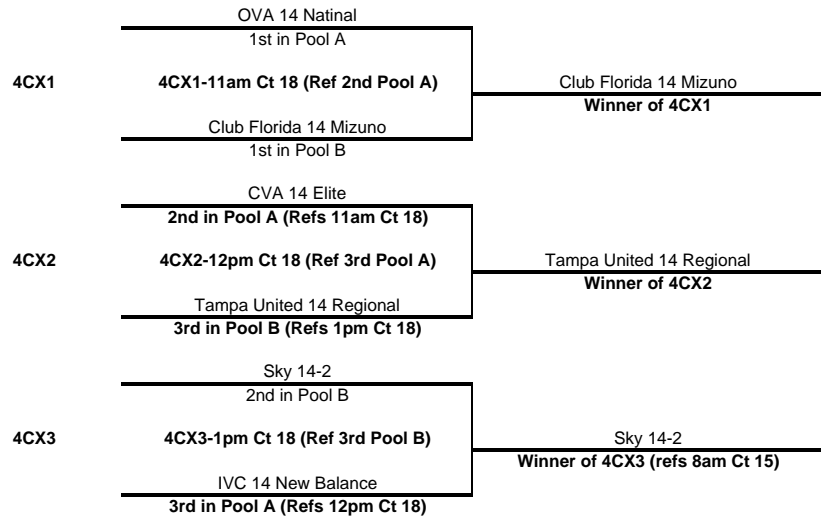 OVA 14 Natinal
1st in Pool A
4CX1
4CX1-11am Ct 18 (Ref 2nd Pool A)
Club Florida 14 Mizuno
Winner of 4CX1
Club Florida 14 Mizuno
1st in Pool B
CVA 14 Elite
2nd in Pool A (Refs 11am Ct 18)
4CX2
4CX2-12pm Ct 18 (Ref 3rd Pool A)
Tampa United 14 Regional
Winner of 4CX2
Tampa United 14 Regional
3rd in Pool B (Refs 1pm Ct 18)
Sky 14-2
2nd in Pool B
4CX3
4CX3-1pm Ct 18 (Ref 3rd Pool B)
Sky 14-2
Winner of 4CX3 (refs 8am Ct 15)
IVC 14 New Balance
3rd in Pool A (Refs 12pm Ct 18)